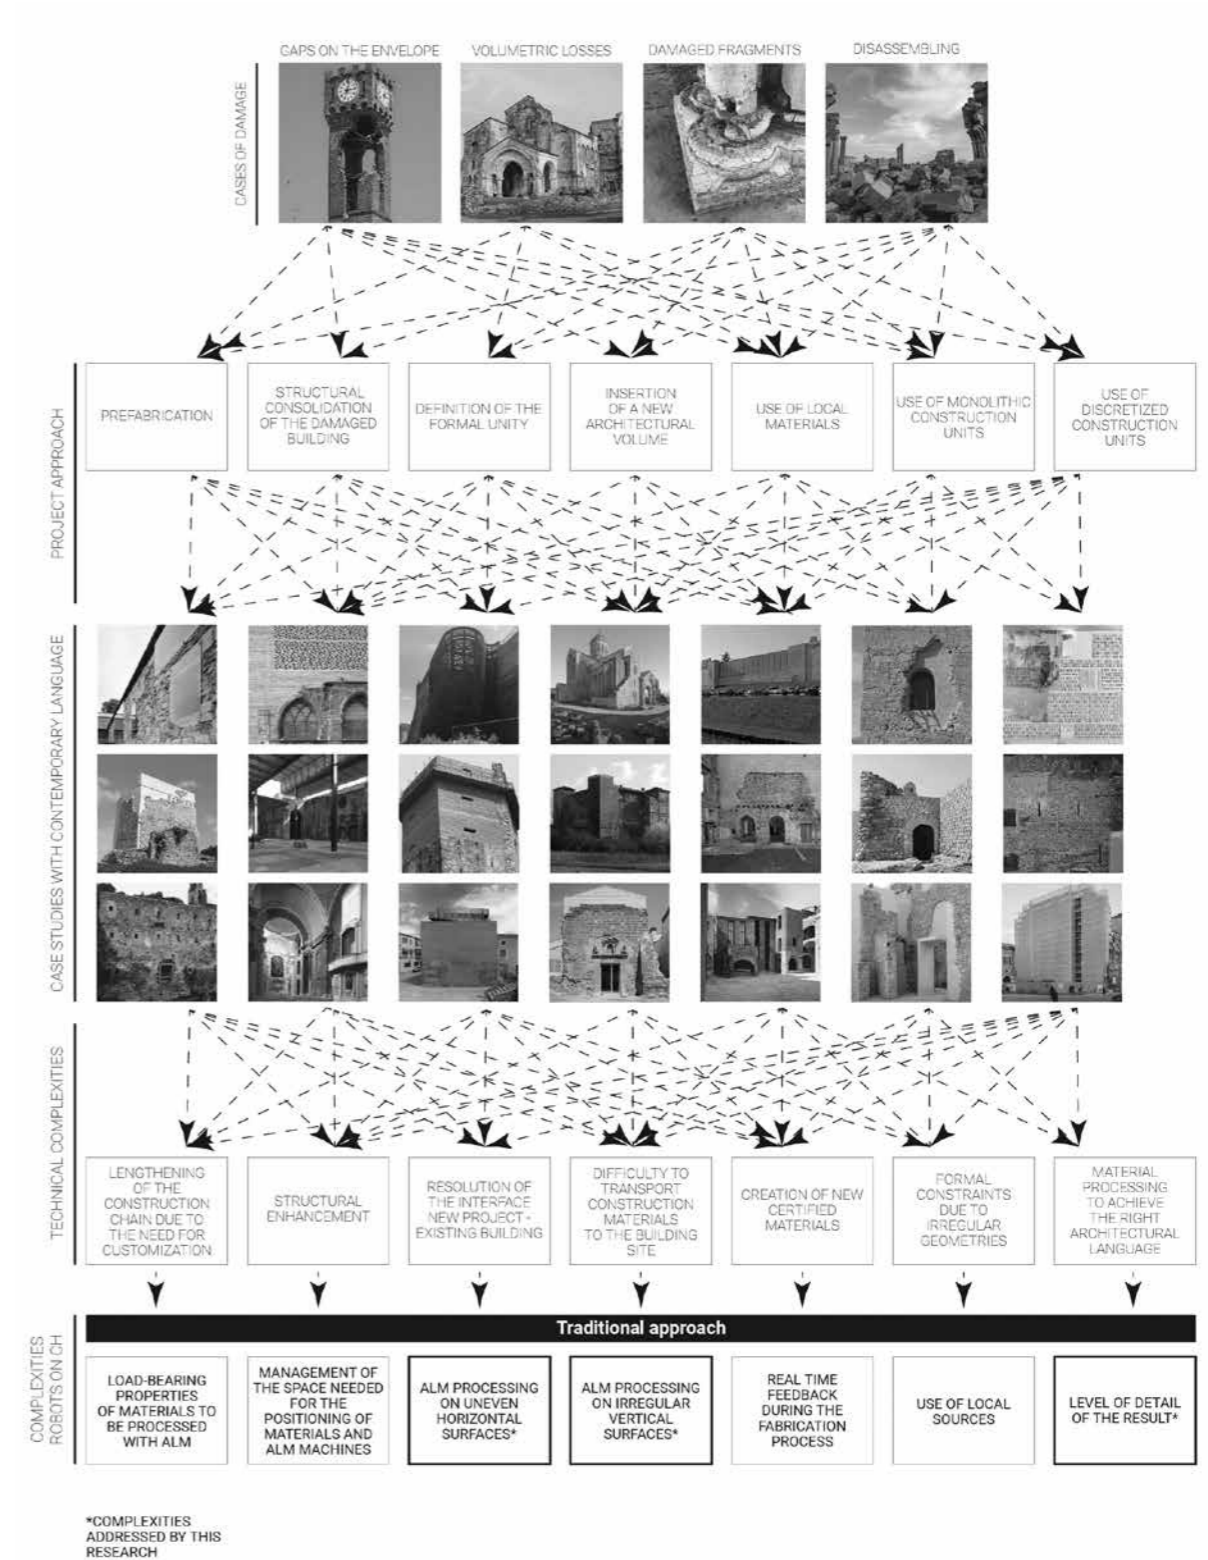 GAPS ON THE ENVELOPE
VOLUMETRIC LOSSES
DAMAGED FRAGMENTS
DISASSEMBLING
CASES OF DAMAGE
PROJECT APPROACH
PREFABRICATION
STRUCTURAL
CONSOLIDATION
OF THE DAMAGED
BUILDING
DEFINITION OF THE
FORMAL UNITY
INSERTION
OF A NEW
ARCHITECTURAL
VOLUME
USE OF LOCAL
MATERIALS
USE OF MONOLITHIC
CONSTRUCTION
UNITS
USE OF
DISCRETIZED
CONSTRUCTION
UNITS
CASE STUDIES WITH CONTEMPORARY LANGUAGE
TECHNICAL COMPLEXITIES
LENGTHENING
OF THE
CONSTRUCTION
CHAIN DUE TO
THE NEED FOR
CUSTOMIZATION
STRUCTURAL
ENHANCEMENT
RESOLUTION OF
THE INTERFACE
NEW PROJECT -
EXISTING BUILDING
DIFFICULTY TO
TRANSPORT
CONSTRUCTION
MATERIALS
TO THE BUILDING
SITE
CREATION OF NEW
CERTIFIED
MATERIALS
FORMAL
CONSTRAINTS
DUE TO
IRREGULAR
GEOMETRIES
MATERIAL
PROCESSING
TO ACHIEVE
THE RIGHT
ARCHITECTURAL
LANGUAGE
COMPLEXITIES
ROBOTS ON CH
Traditional approach
LOAD-BEARING
PROPERTIES
OF MATERIALS TO
BE PROCESSED
WITH ALM
MANAGEMENT OF
THE SPACE NEEDED
FOR THE
POSITIONING OF
MATERIALS AND
ALM MACHINES
ALM PROCESSING
ON UNEVEN
HORIZONTAL
SURFACES*
ALM PROCESSING
ON IRREGULAR
VERTICAL
SURFACES*
REAL TIME
FEEDBACK
DURING THE
FABRICATION
PROCESS
USE OF LOCAL
SOURCES
LEVEL OF DETAIL
OF THE RESULT*
*COMPLEXITIES
ADDRESSED BY THIS
RESEARCH